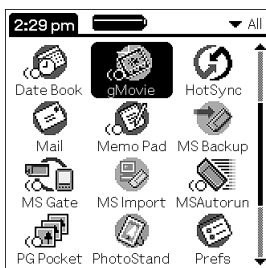 2:29 pm
All
Date Book gMovie HotSync
Mail Memo Pad MS Backup
MS Gate MS Import MSAutorun
PG Pocket PhotoStand Prefs